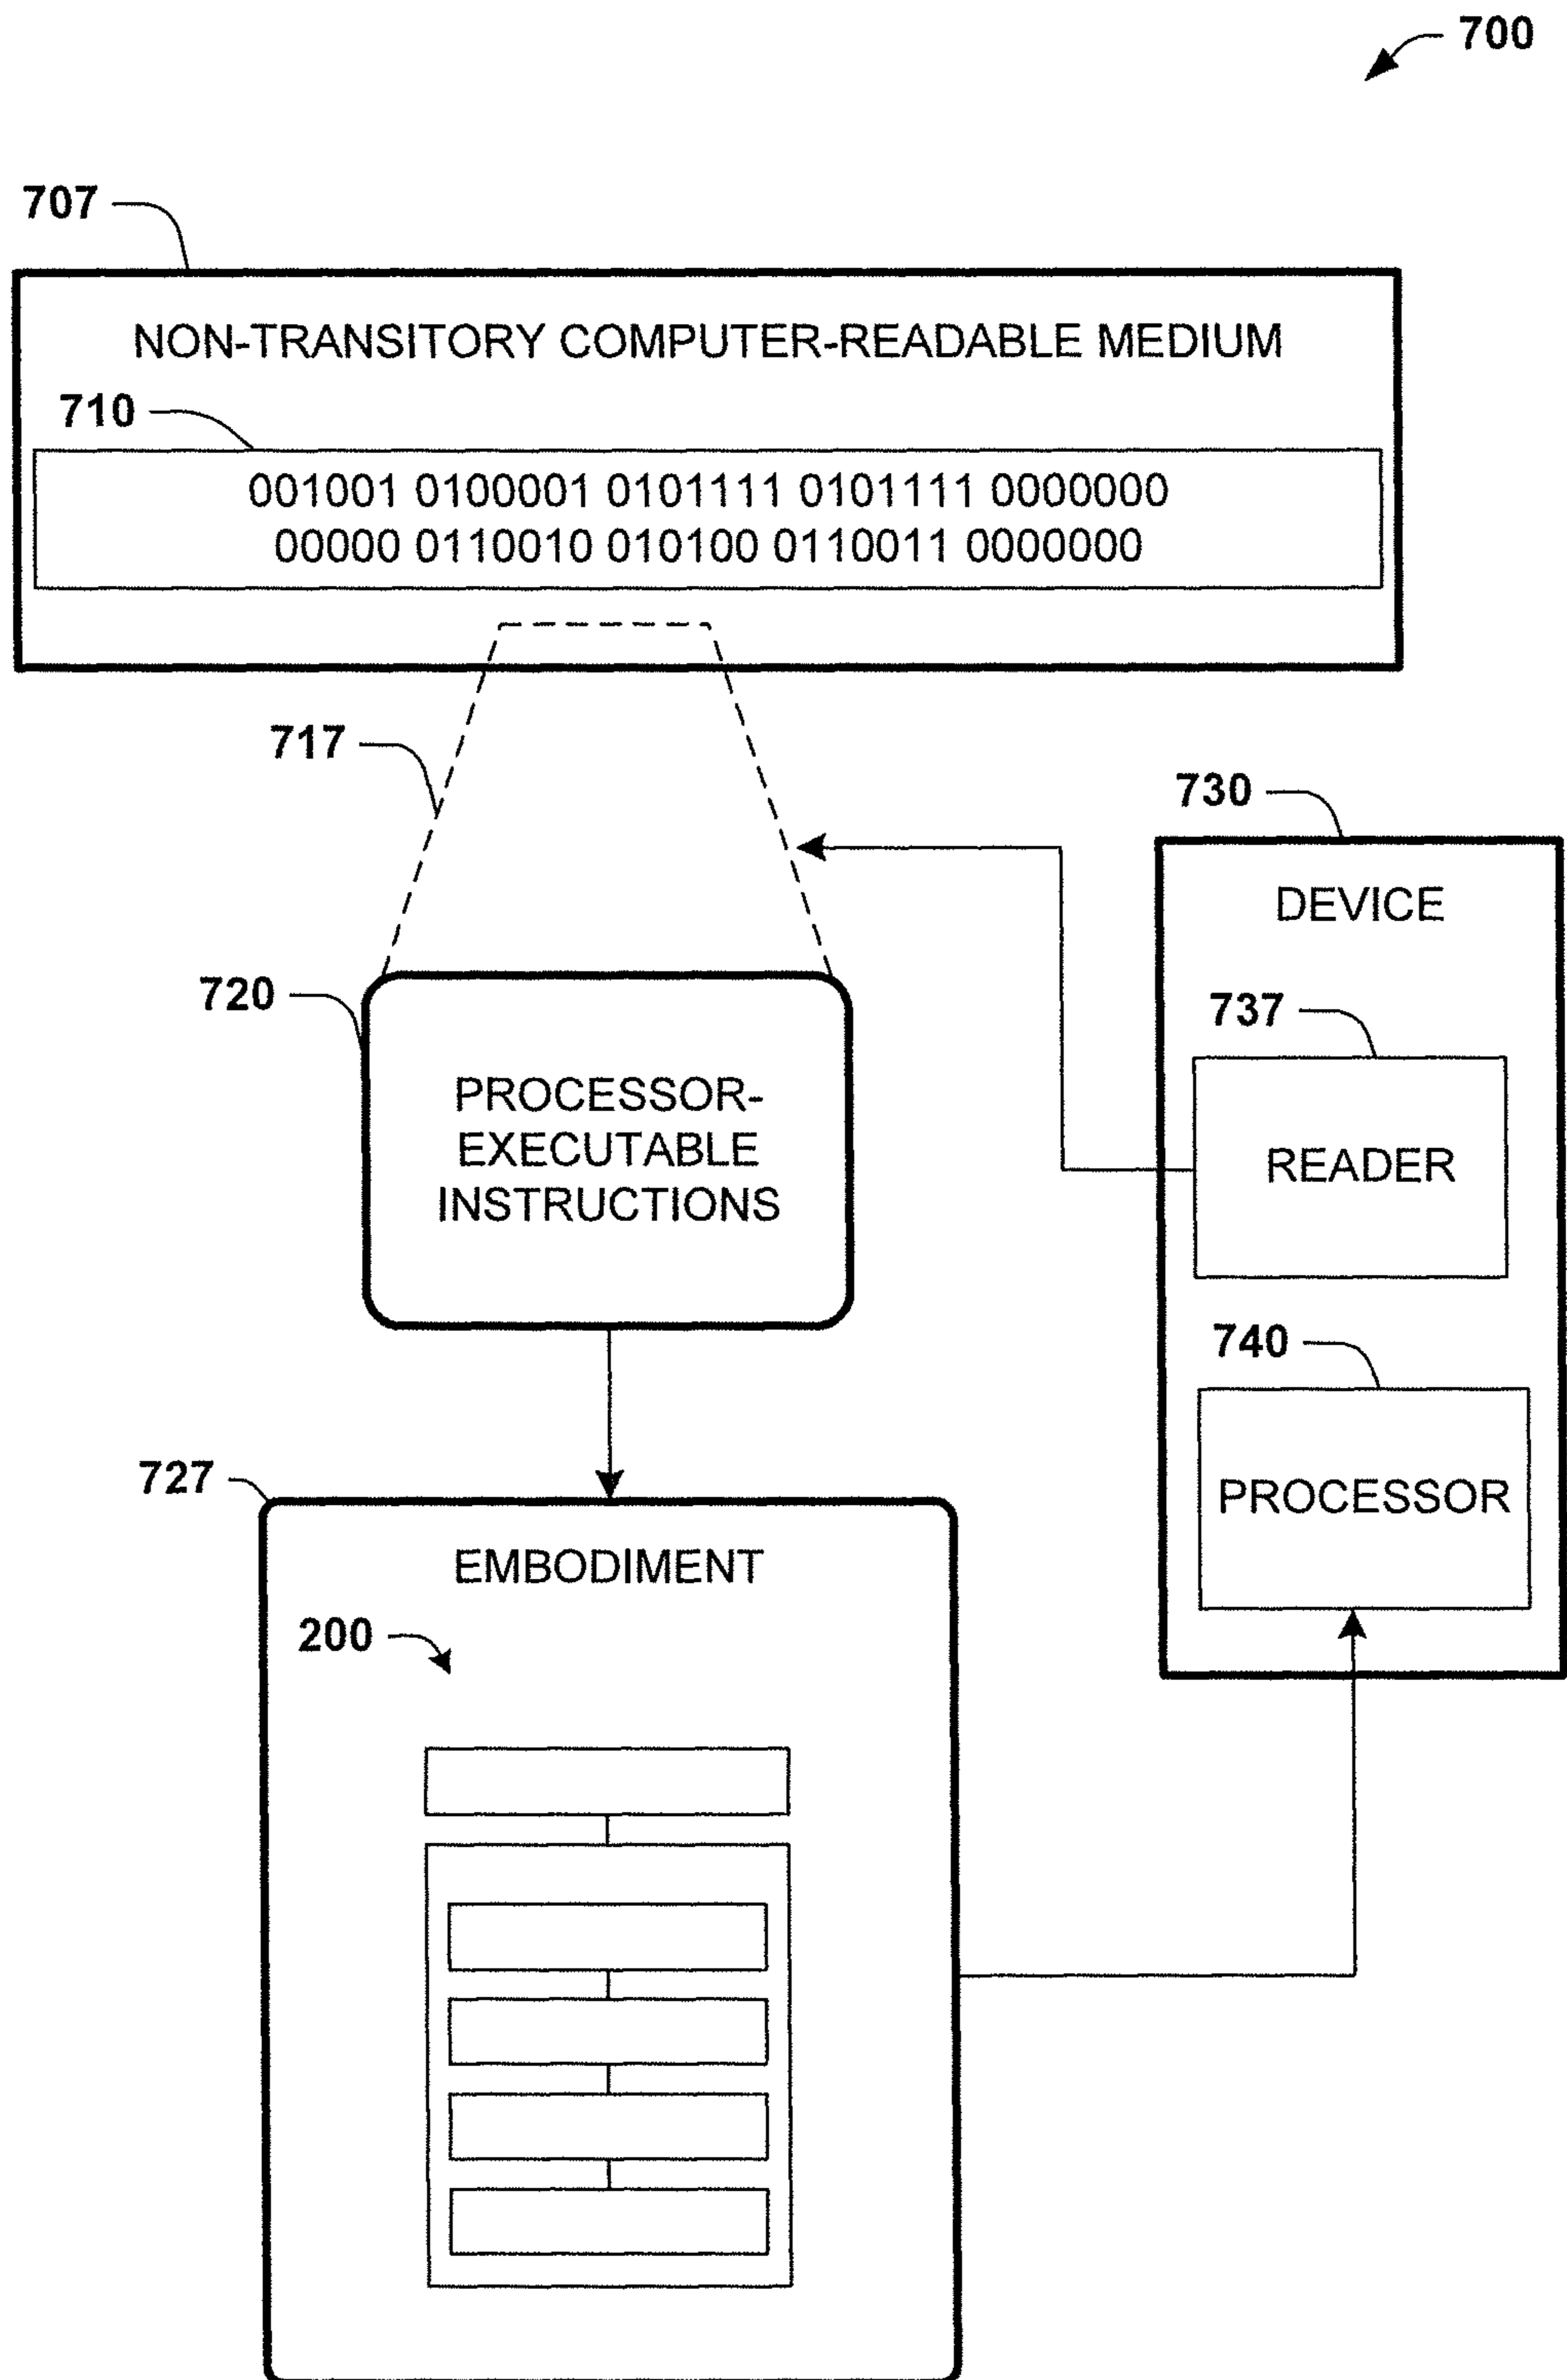 700
707
NON-TRANSITORY COMPUTER-READABLE MEDIUM
710
001001 0100001 0101111 0101111 0000000
00000 0110010 010100 0110011 0000000
717
730
DEVICE
720
737
PROCESSOR-
EXECUTABLE
INSTRUCTIONS
READER
740
727
PROCESSOR
EMBODIMENT
200